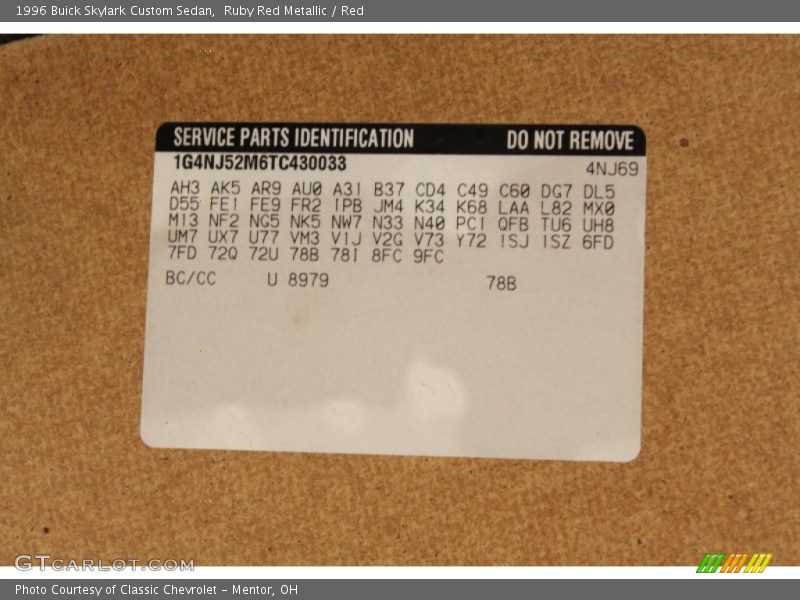 1996 Buick Skylark Custom Sedan, Ruby Red Metallic / Red
SERVICE PARTS IDENTIFICATION DO NOT REMOVE
1G4NJ52M6TC430033 4NJ69
AH3 AK5 AR9 AU0 A31 B37 CD4 C49 C60 DG7 DL5
D55 FE1 FE9 FR2 IPB JM4 K34 K68 LAA L82 MX0
M13 NF2 NG5 NK5 NW7 N33 N40 PC1 QFB TU6 UH8
UM7 UX7 U77 VM3 V1J V2G V73 Y72 1SJ 1SZ 6FD
7FD 72Q 72U 78B 78I 8FC 9FC
BC/CC U 8979 78B
GTCARLOT.COM
Photo Courtesy of Classic Chevrolet - Mentor, OH